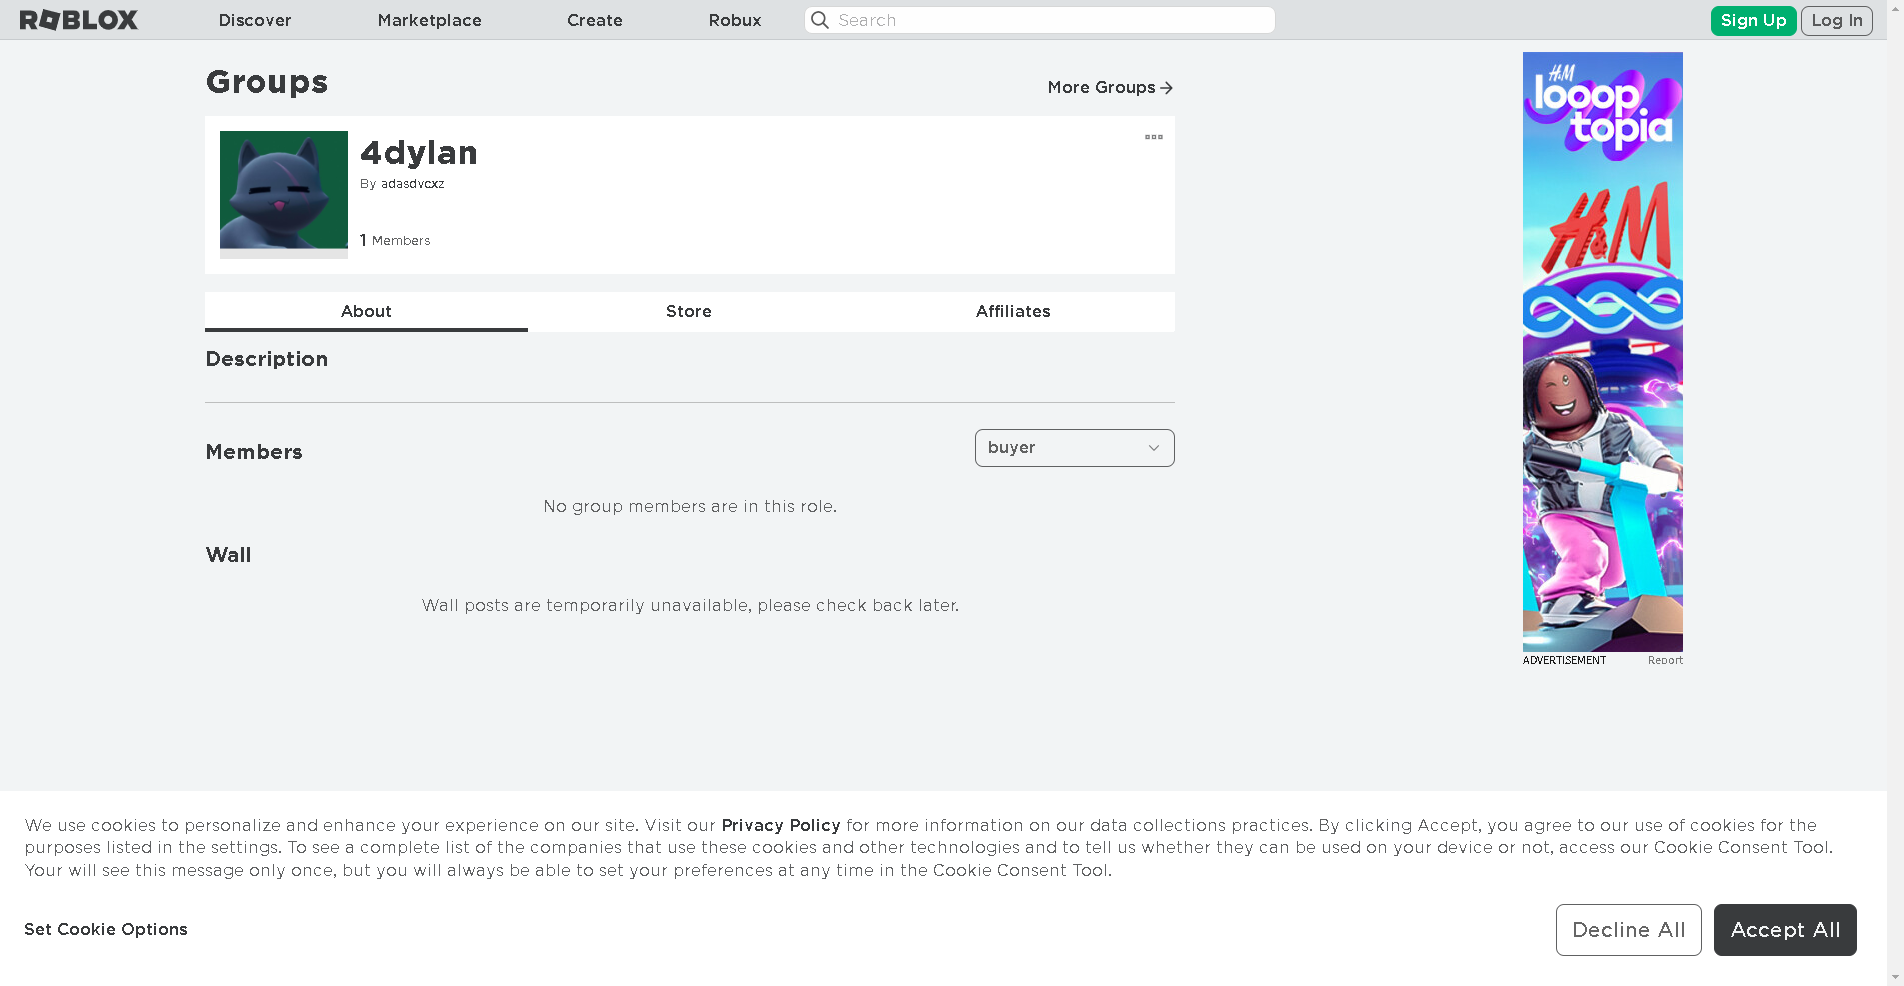 ROBLOX
Discover
Marketplace
Create
Robux
Search
Sign Up
Log In
Groups
More Groups
4dylan
By adasdvcxz
1 Members
About
Store
Affiliates
Description
Members
buyer
No group members are in this role.
Wall
Wall posts are temporarily unavailable, please check back later.
H&M
looop
topia
H&M
ADVERTISEMENT
Report
We use cookies to personalize and enhance your experience on our site. Visit our Privacy Policy for more information on our data collections practices. By clicking Accept, you agree to our use of cookies for the
purposes listed in the settings. To see a complete list of the companies that use these cookies and other technologies and to tell us whether they can be used on your device or not, access our Cookie Consent Tool.
Your will see this message only once, but you will always be able to set your preferences at any time in the Cookie Consent Tool.
Set Cookie Options
Decline All
Accept All